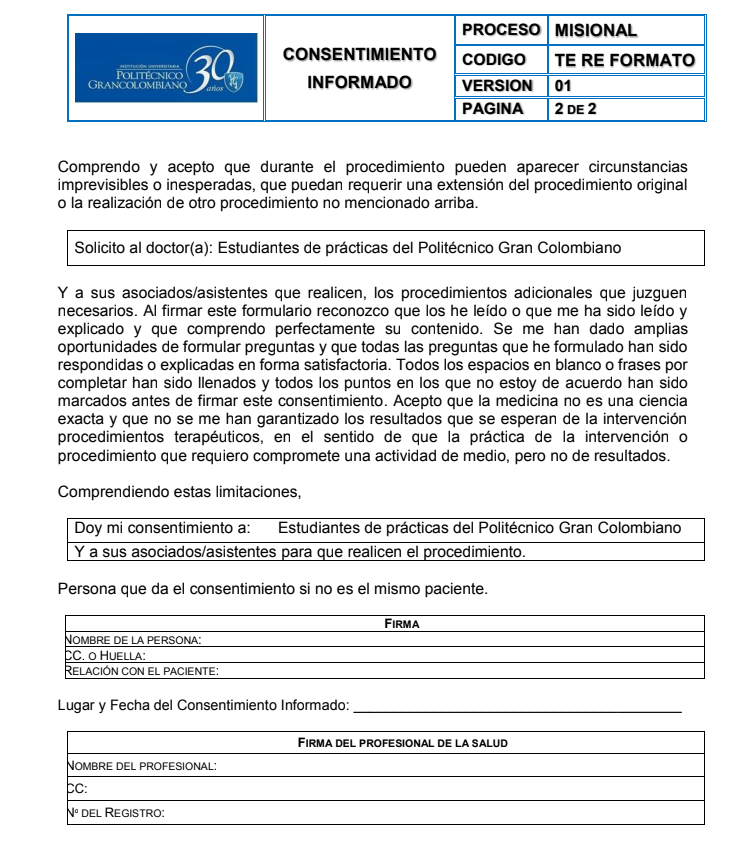 INSTITUCIÓN UNIVERSITARIA
POLITÉCNICO
GRANCOLOMBIANO
30
años
CONSENTIMIENTO
INFORMADO
PROCESO MISIONAL
CODIGO TE RE FORMATO
VERSION 01
PAGINA 2 DE 2
Comprendo y acepto que durante el procedimiento pueden aparecer circunstancias
imprevisibles o inesperadas, que puedan requerir una extensión del procedimiento original
o la realización de otro procedimiento no mencionado arriba.
Solicito al doctor(a): Estudiantes de prácticas del Politécnico Gran Colombiano
Y a sus asociados/asistentes que realicen, los procedimientos adicionales que juzguen
necesarios. Al firmar este formulario reconozco que los he leído o que me ha sido leído y
explicado y que comprendo perfectamente su contenido. Se me han dado amplias
oportunidades de formular preguntas y que todas las preguntas que he formulado han sido
respondidas o explicadas en forma satisfactoria. Todos los espacios en blanco o frases por
completar han sido llenados y todos los puntos en los que no estoy de acuerdo han sido
marcados antes de firmar este consentimiento. Acepto que la medicina no es una ciencia
exacta y que no se me han garantizado los resultados que se esperan de la intervención
procedimientos terapéuticos, en el sentido de que la práctica de la intervención o
procedimiento que requiero compromete una actividad de medio, pero no de resultados.
Comprendiendo estas limitaciones,
Doy mi consentimiento a: Estudiantes de prácticas del Politécnico Gran Colombiano
Y a sus asociados/asistentes para que realicen el procedimiento.
Persona que da el consentimiento si no es el mismo paciente.
FIRMA
NOMBRE DE LA PERSONA:
CC. O HUELLA:
RELACIÓN CON EL PACIENTE:
Lugar y Fecha del Consentimiento Informado: ________________________________________
FIRMA DEL PROFESIONAL DE LA SALUD
NOMBRE DEL PROFESIONAL:
CC:
Nº DEL REGISTRO: